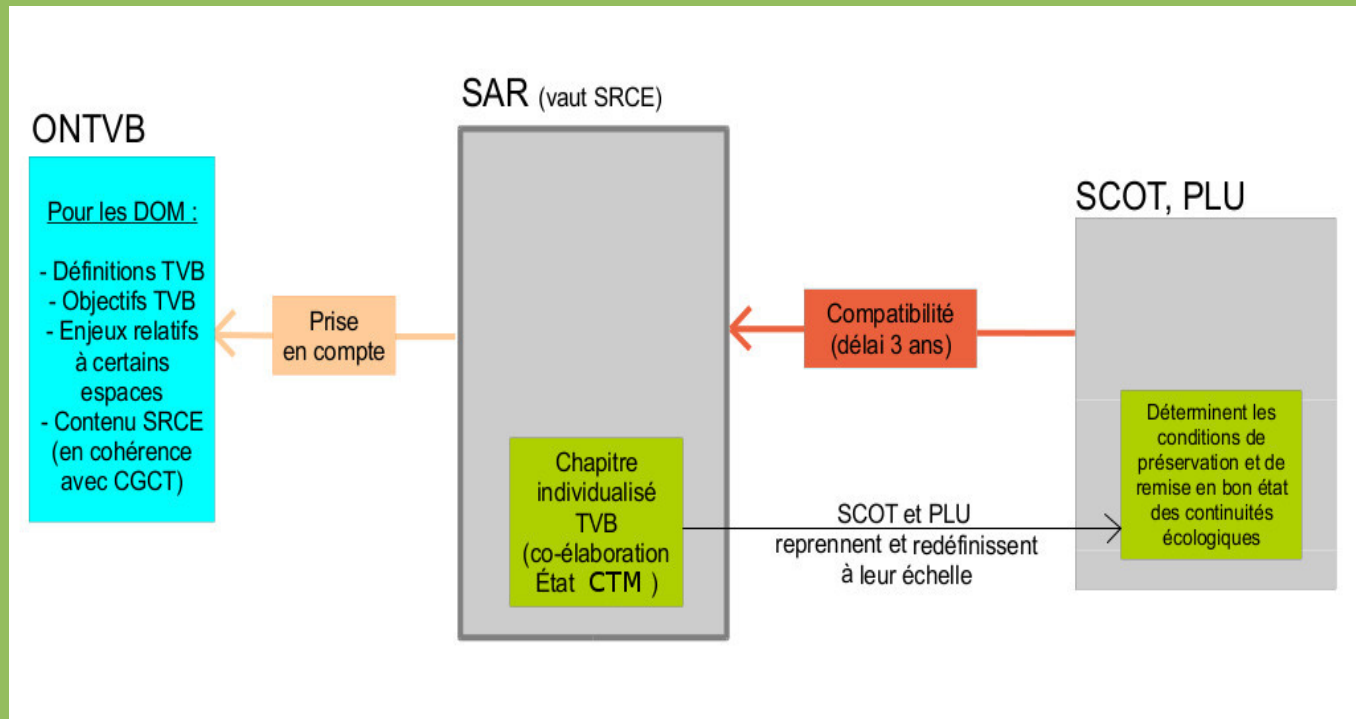 ONTVB
Pour les DOM :
- Définitions TVB
- Objectifs TVB
- Enjeux relatifs
à certains
espaces
- Contenu SRCE
(en cohérence
avec CGCT)
Prise
en compte
SAR (vaut SRCE)
Chapitre
individualisé
TVB
(co-élaboration
État CTM )
Compatibilité
(délai 3 ans)
SCOT et PLU
reprennent et redéfinissent
à leur échelle
SCOT, PLU
Déterminent les
conditions de
préservation et de
remise en bon état
des continuités
écologiques